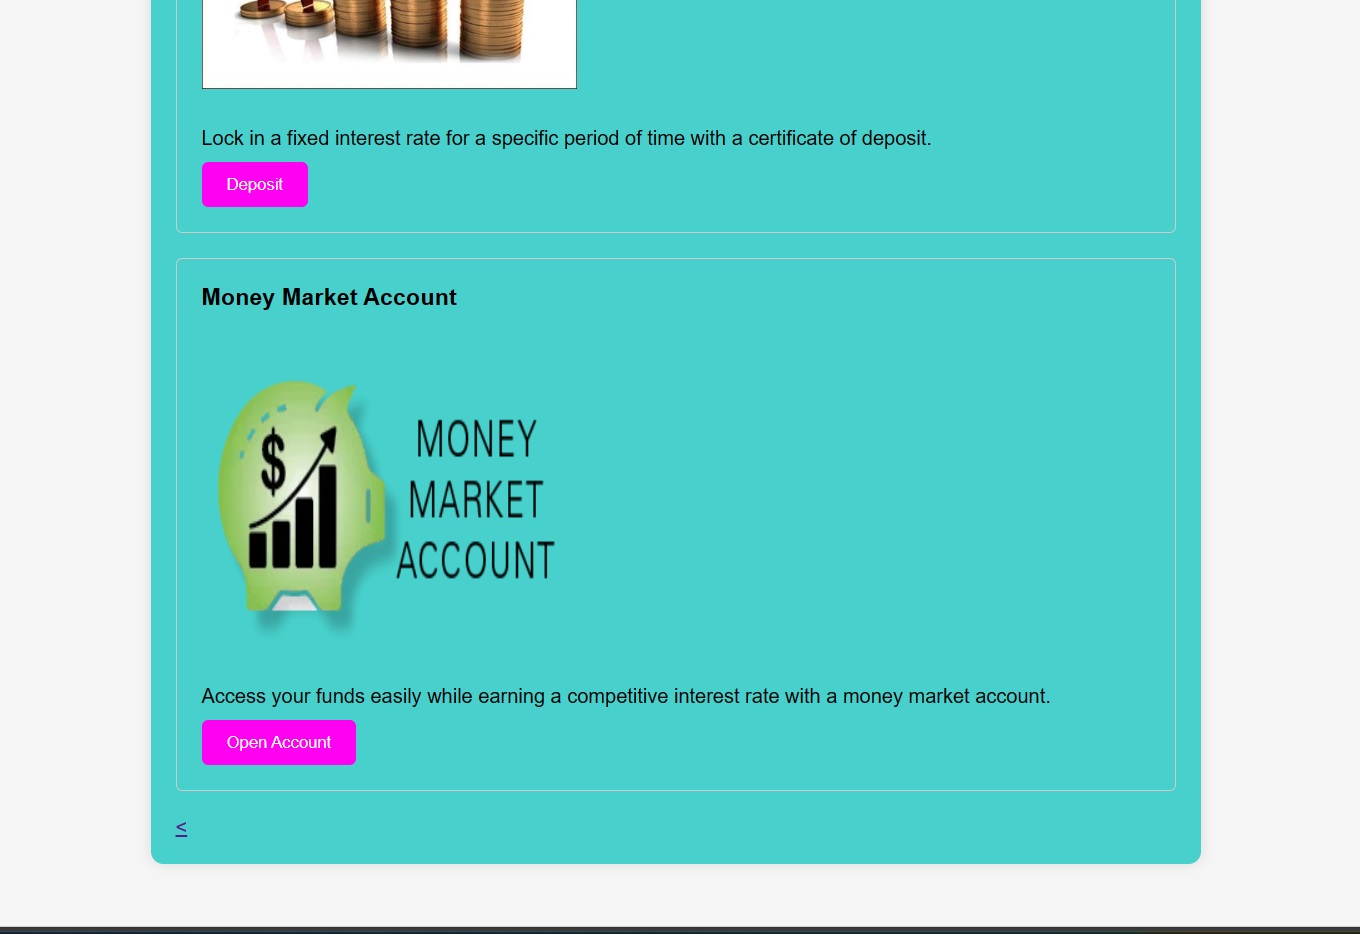 Lock in a fixed interest rate for a specific period of time with a certificate of deposit.
Deposit
Money Market Account
$
MONEY
MARKET
ACCOUNT
Access your funds easily while earning a competitive interest rate with a money market account.
Open Account
<